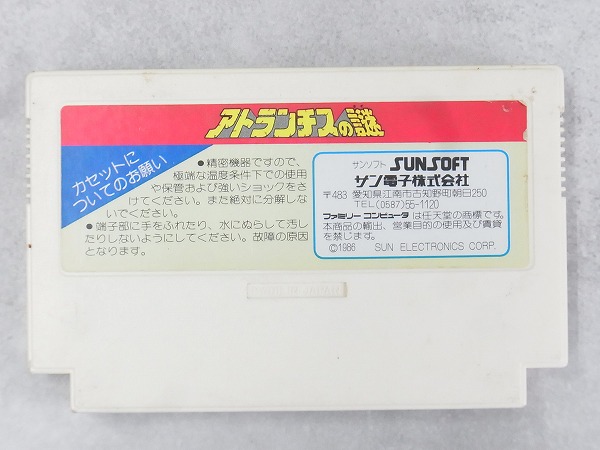 アトランチスの謎
カセットに
ついてのお願い
●精密機器ですので、
極端な温度条件下での使用
や保管および強いショックをさ
けてください。また絶対に分解しな
いでください。
●端子部に手をふれたり、水にぬらして汚し
たりしないようにしてください。故障の原因
となります。
サンソフト SUNSOFT
サン電子株式会社
〒483 愛知県江南市古知野町朝日250
TEL(0587)55-1120
ファミリー コンピュータ は任天堂の商標です。
本商品の輸出、営業目的の使用及び賃貸
を禁じます。
©1986 SUN ELECTRONICS CORP.
MADE IN JAPAN